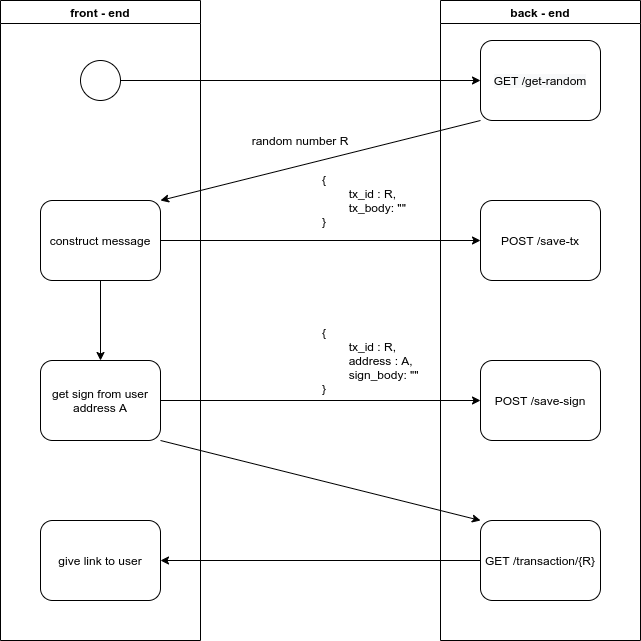 front - end
back - end
GET /get-random
random number R
{
tx_id : R,
tx_body: ""
}
construct message
POST /save-tx
{
tx_id : R,
address : A,
sign_body: ""
}
get sign from user
address A
POST /save-sign
give link to user
GET /transaction/{R}